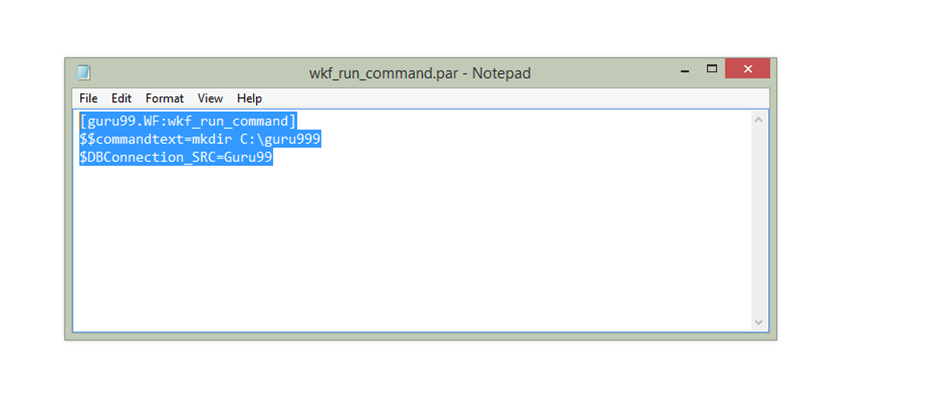 wkf_run_command.par - Notepad
File Edit Format View Help
[guru99.WF:wkf_run_command]
$$commandtext=mkdir C:\guru999
$DBConnection_SRC=Guru99